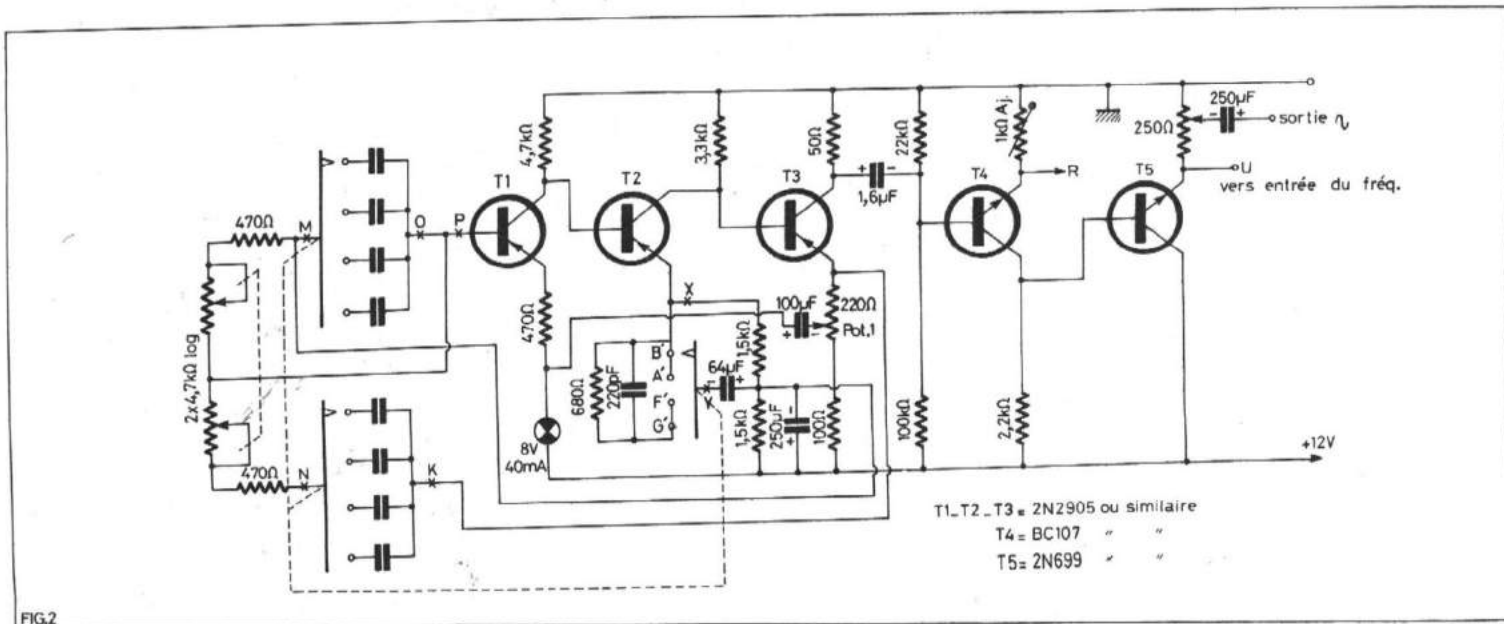 4,7kΩ
3,3kΩ
50Ω
22kΩ
1kΩ Aj.
250Ω
250µF
- +
sortie
T1
T2
T3
T4
T5
R
U
vers entrée du fréq.
+ -
1,6µF
470Ω
M
O
P
2x4,7kΩ log
470Ω
N
K
470Ω
8V
40mA
680Ω
220pF
X
B'
A'
F'
G'
Y
64µF
+
1,5kΩ
1,5kΩ
250µF
-
+
100µF
+ -
220Ω
Pot.1
100Ω
100kΩ
2,2kΩ
+12V
T1_T2_T3= 2N2905 ou similaire
T4= BC107 " "
T5= 2N699 " "
FIG.2